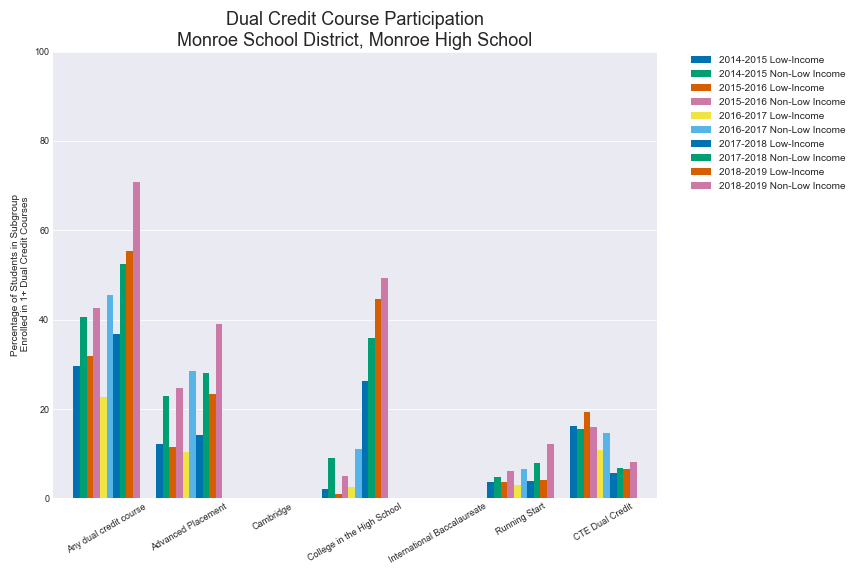 Dual Credit Course Participation
Monroe School District, Monroe High School
Percentage of Students in Subgroup
Enrolled in 1+ Dual Credit Courses
100
80
60
40
20
0
Any dual credit course
Advanced Placement
Cambridge
College in the High School
International Baccalaureate
Running Start
CTE Dual Credit
2014-2015 Low-Income
2014-2015 Non-Low Income
2015-2016 Low-Income
2015-2016 Non-Low Income
2016-2017 Low-Income
2016-2017 Non-Low Income
2017-2018 Low-Income
2017-2018 Non-Low Income
2018-2019 Low-Income
2018-2019 Non-Low Income